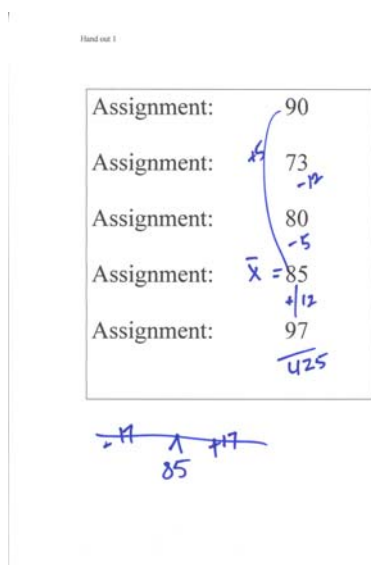 Hand out 1
Assignment: 90
+5
Assignment: 73
-12
Assignment: 80
-5
Assignment: x̄ = 85
+12
Assignment: 97
425
-17 +17
85